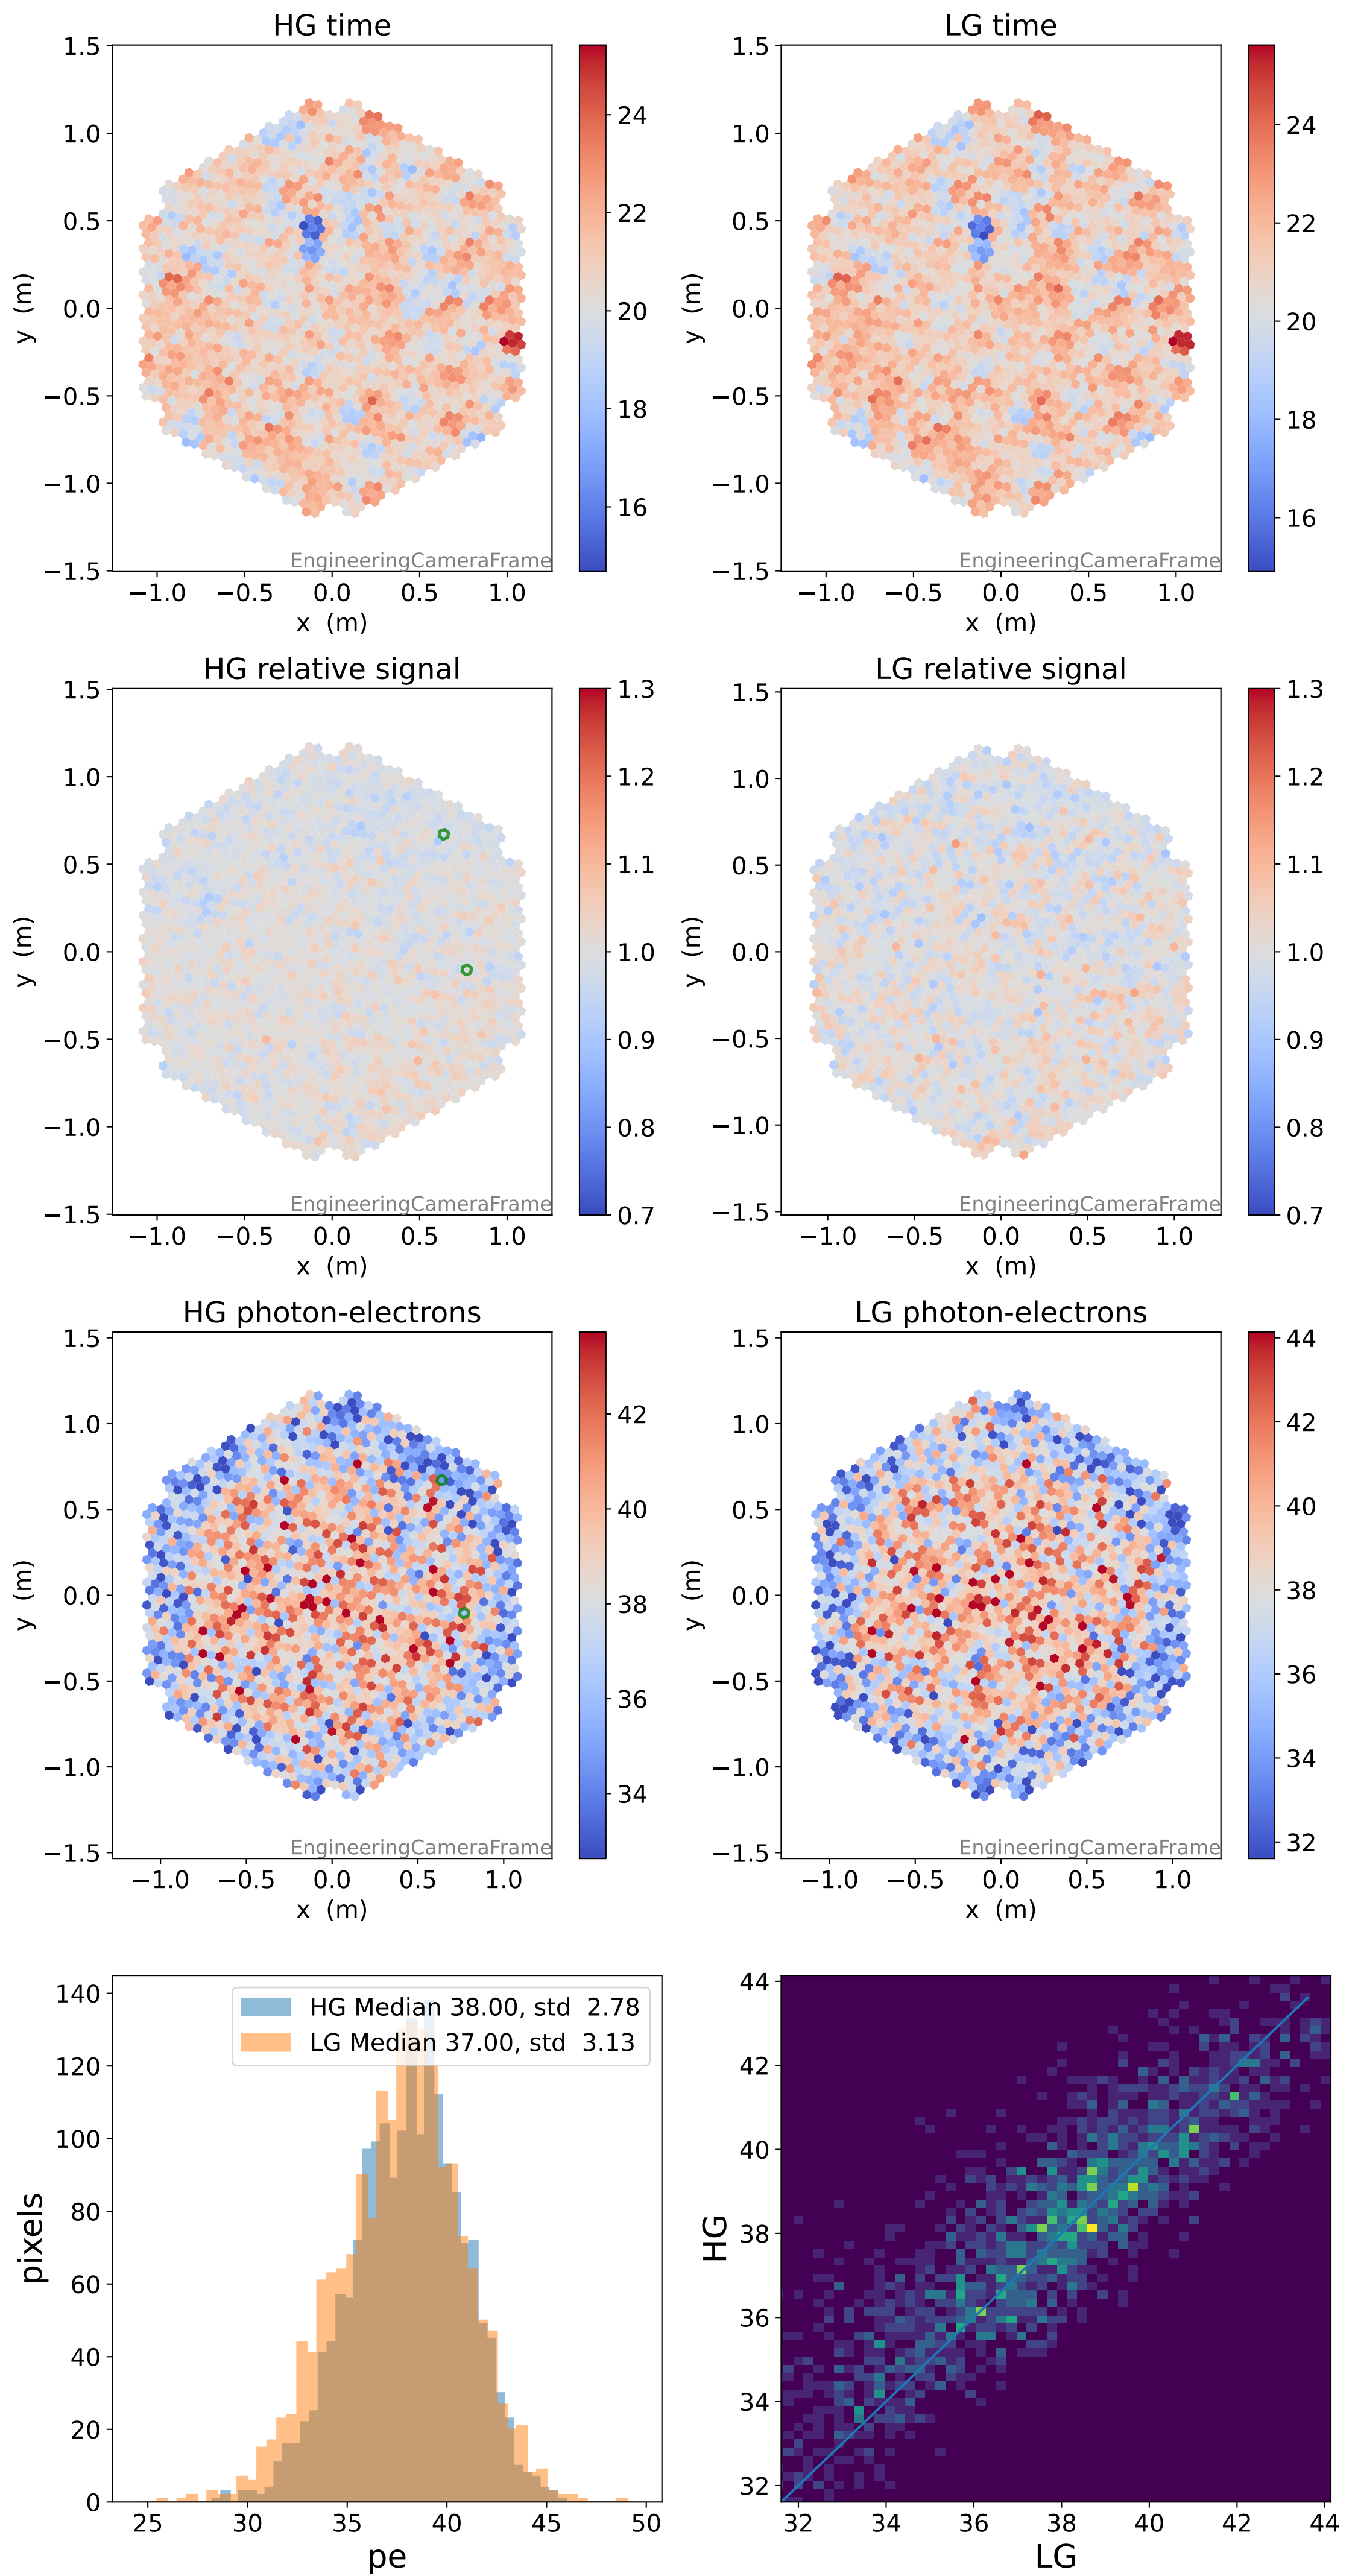 HG time
LG time
1.5
1.0
0.5
0.0
−0.5
−1.0
−1.5
y (m)
EngineeringCameraFrame
−1.0 −0.5 0.0 0.5 1.0
x (m)
24
22
20
18
16
1.5
1.0
0.5
0.0
−0.5
−1.0
−1.5
y (m)
EngineeringCameraFrame
−1.0 −0.5 0.0 0.5 1.0
x (m)
24
22
20
18
16
HG relative signal
LG relative signal
1.5
1.0
0.5
0.0
−0.5
−1.0
−1.5
y (m)
EngineeringCameraFrame
−1.0 −0.5 0.0 0.5 1.0
x (m)
1.3
1.2
1.1
1.0
0.9
0.8
0.7
1.5
1.0
0.5
0.0
−0.5
−1.0
−1.5
y (m)
EngineeringCameraFrame
−1.0 −0.5 0.0 0.5 1.0
x (m)
1.3
1.2
1.1
1.0
0.9
0.8
0.7
HG photon-electrons
LG photon-electrons
1.5
1.0
0.5
0.0
−0.5
−1.0
−1.5
y (m)
EngineeringCameraFrame
−1.0 −0.5 0.0 0.5 1.0
x (m)
42
40
38
36
34
1.5
1.0
0.5
0.0
−0.5
−1.0
−1.5
y (m)
EngineeringCameraFrame
−1.0 −0.5 0.0 0.5 1.0
x (m)
44
42
40
38
36
34
32
HG Median 38.00, std 2.78
LG Median 37.00, std 3.13
140
120
100
80
60
40
20
0
pixels
25 30 35 40 45 50
pe
44
42
40
38
36
34
32
HG
32 34 36 38 40 42 44
LG